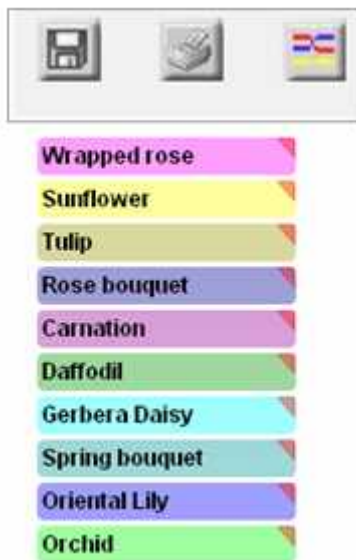 Wrapped rose
Sunflower
Tulip
Rose bouquet
Carnation
Daffodil
Gerbera Daisy
Spring bouquet
Oriental Lily
Orchid